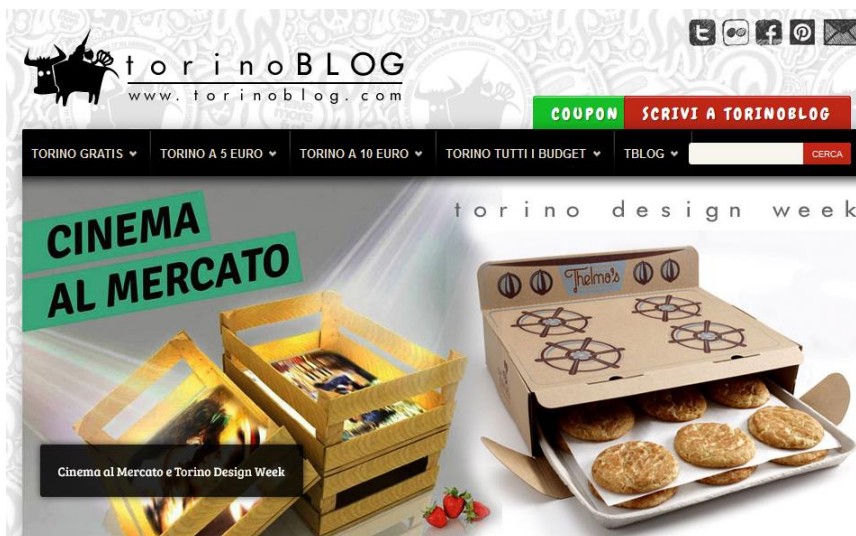 torinoBLOG
www.torinoblog.com
COUPON
SCRIVI A TORINOBLOG
TORINO GRATIS
TORINO A 5 EURO
TORINO A 10 EURO
TORINO TUTTI I BUDGET
TBLOG
CERCA
CINEMA
AL MERCATO
torino design week
Thelma's
Cinema al Mercato e Torino Design Week